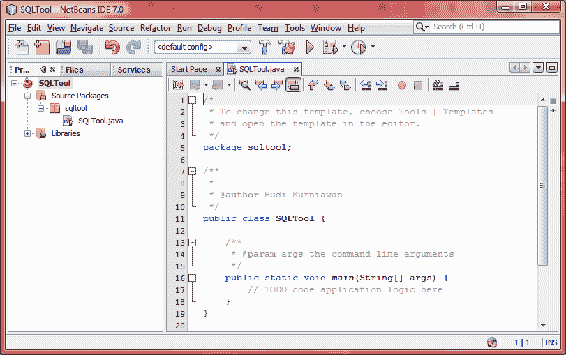 SQLTool - NetBeans IDE 7.0
File Edit View Navigate Source Refactor Run Debug Profile Team Tools Window Help
Search (Ctrl+I)
<default config>
Pr... Files Services
Start Page SQLTool.java
SQLTool
Source Packages
sqltool
SQLTool.java
Libraries
1 /*
2 * To change this template, choose Tools | Templates
3 * and open the template in the editor.
4 */
5 package sqltool;
6
7 /**
8 *
9 * @author Budi Kurniawan
10 */
11 public class SQLTool {
12
13 /**
14 * @param args the command line arguments
15 */
16 public static void main(String[] args) {
17 // TODO code application logic here
18 }
19 }
20
1 | 1 INS